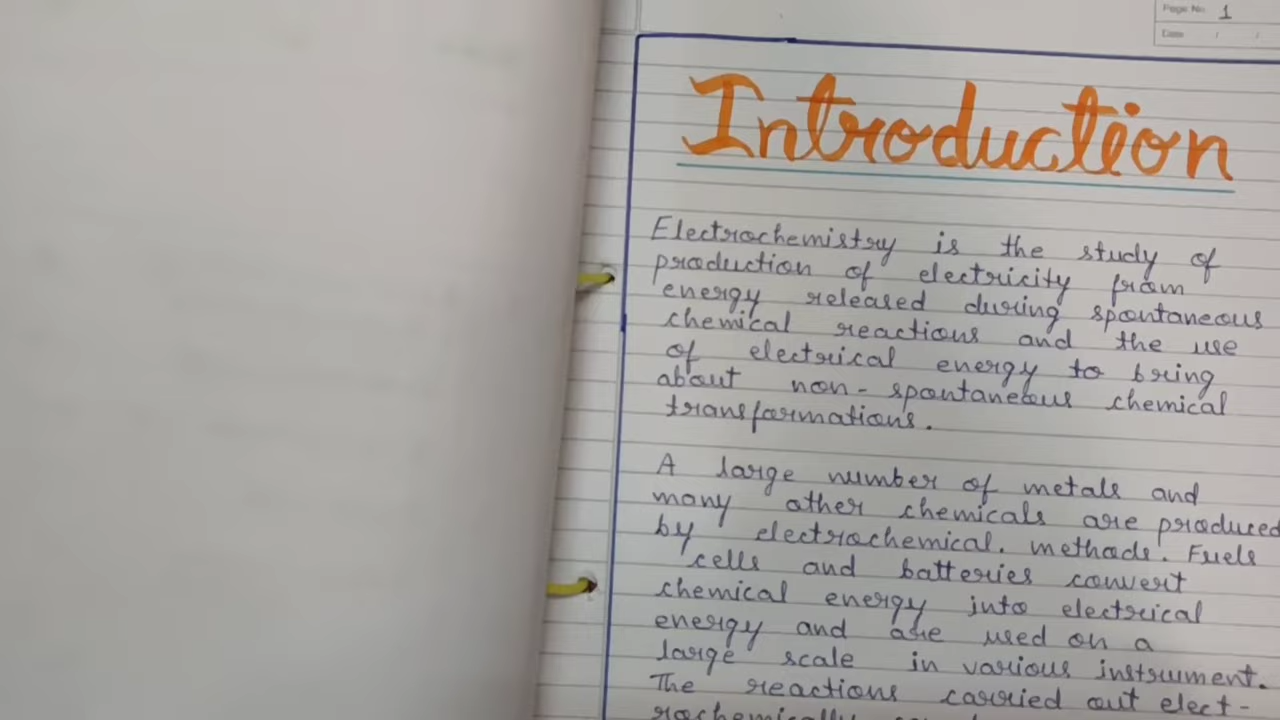 Page No. 1
Date / /
Introduction
Electrochemistry is the study of
production of electricity from
energy released during spontaneous
chemical reactions and the use
of electrical energy to bring
about non-spontaneous chemical
transformations.
A large number of metals and
many other chemicals are produced
by electrochemical. methods. Fuels
cells and batteries convert
chemical energy into electrical
energy and are used on a
large scale in various instrument.
The reactions carried out elect-
rochemically